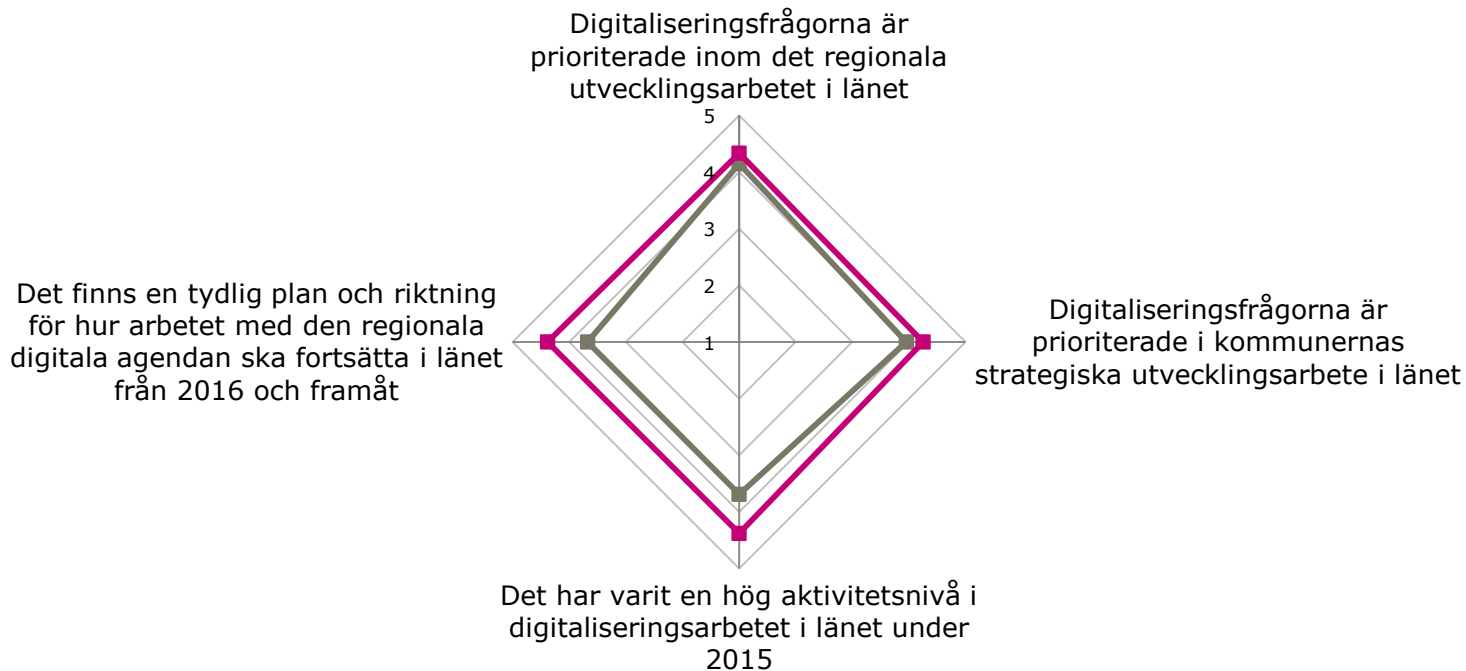 Digitaliseringsfrågorna är
prioriterade inom det regionala
utvecklingsarbetet i länet
5
4
3
2
1
Digitaliseringsfrågorna är
prioriterade i kommunernas
strategiska utvecklingsarbete i länet
Det har varit en hög aktivitetsnivå i
digitaliseringsarbetet i länet under
2015
Det finns en tydlig plan och riktning
för hur arbetet med den regionala
digitala agendan ska fortsätta i länet
från 2016 och framåt